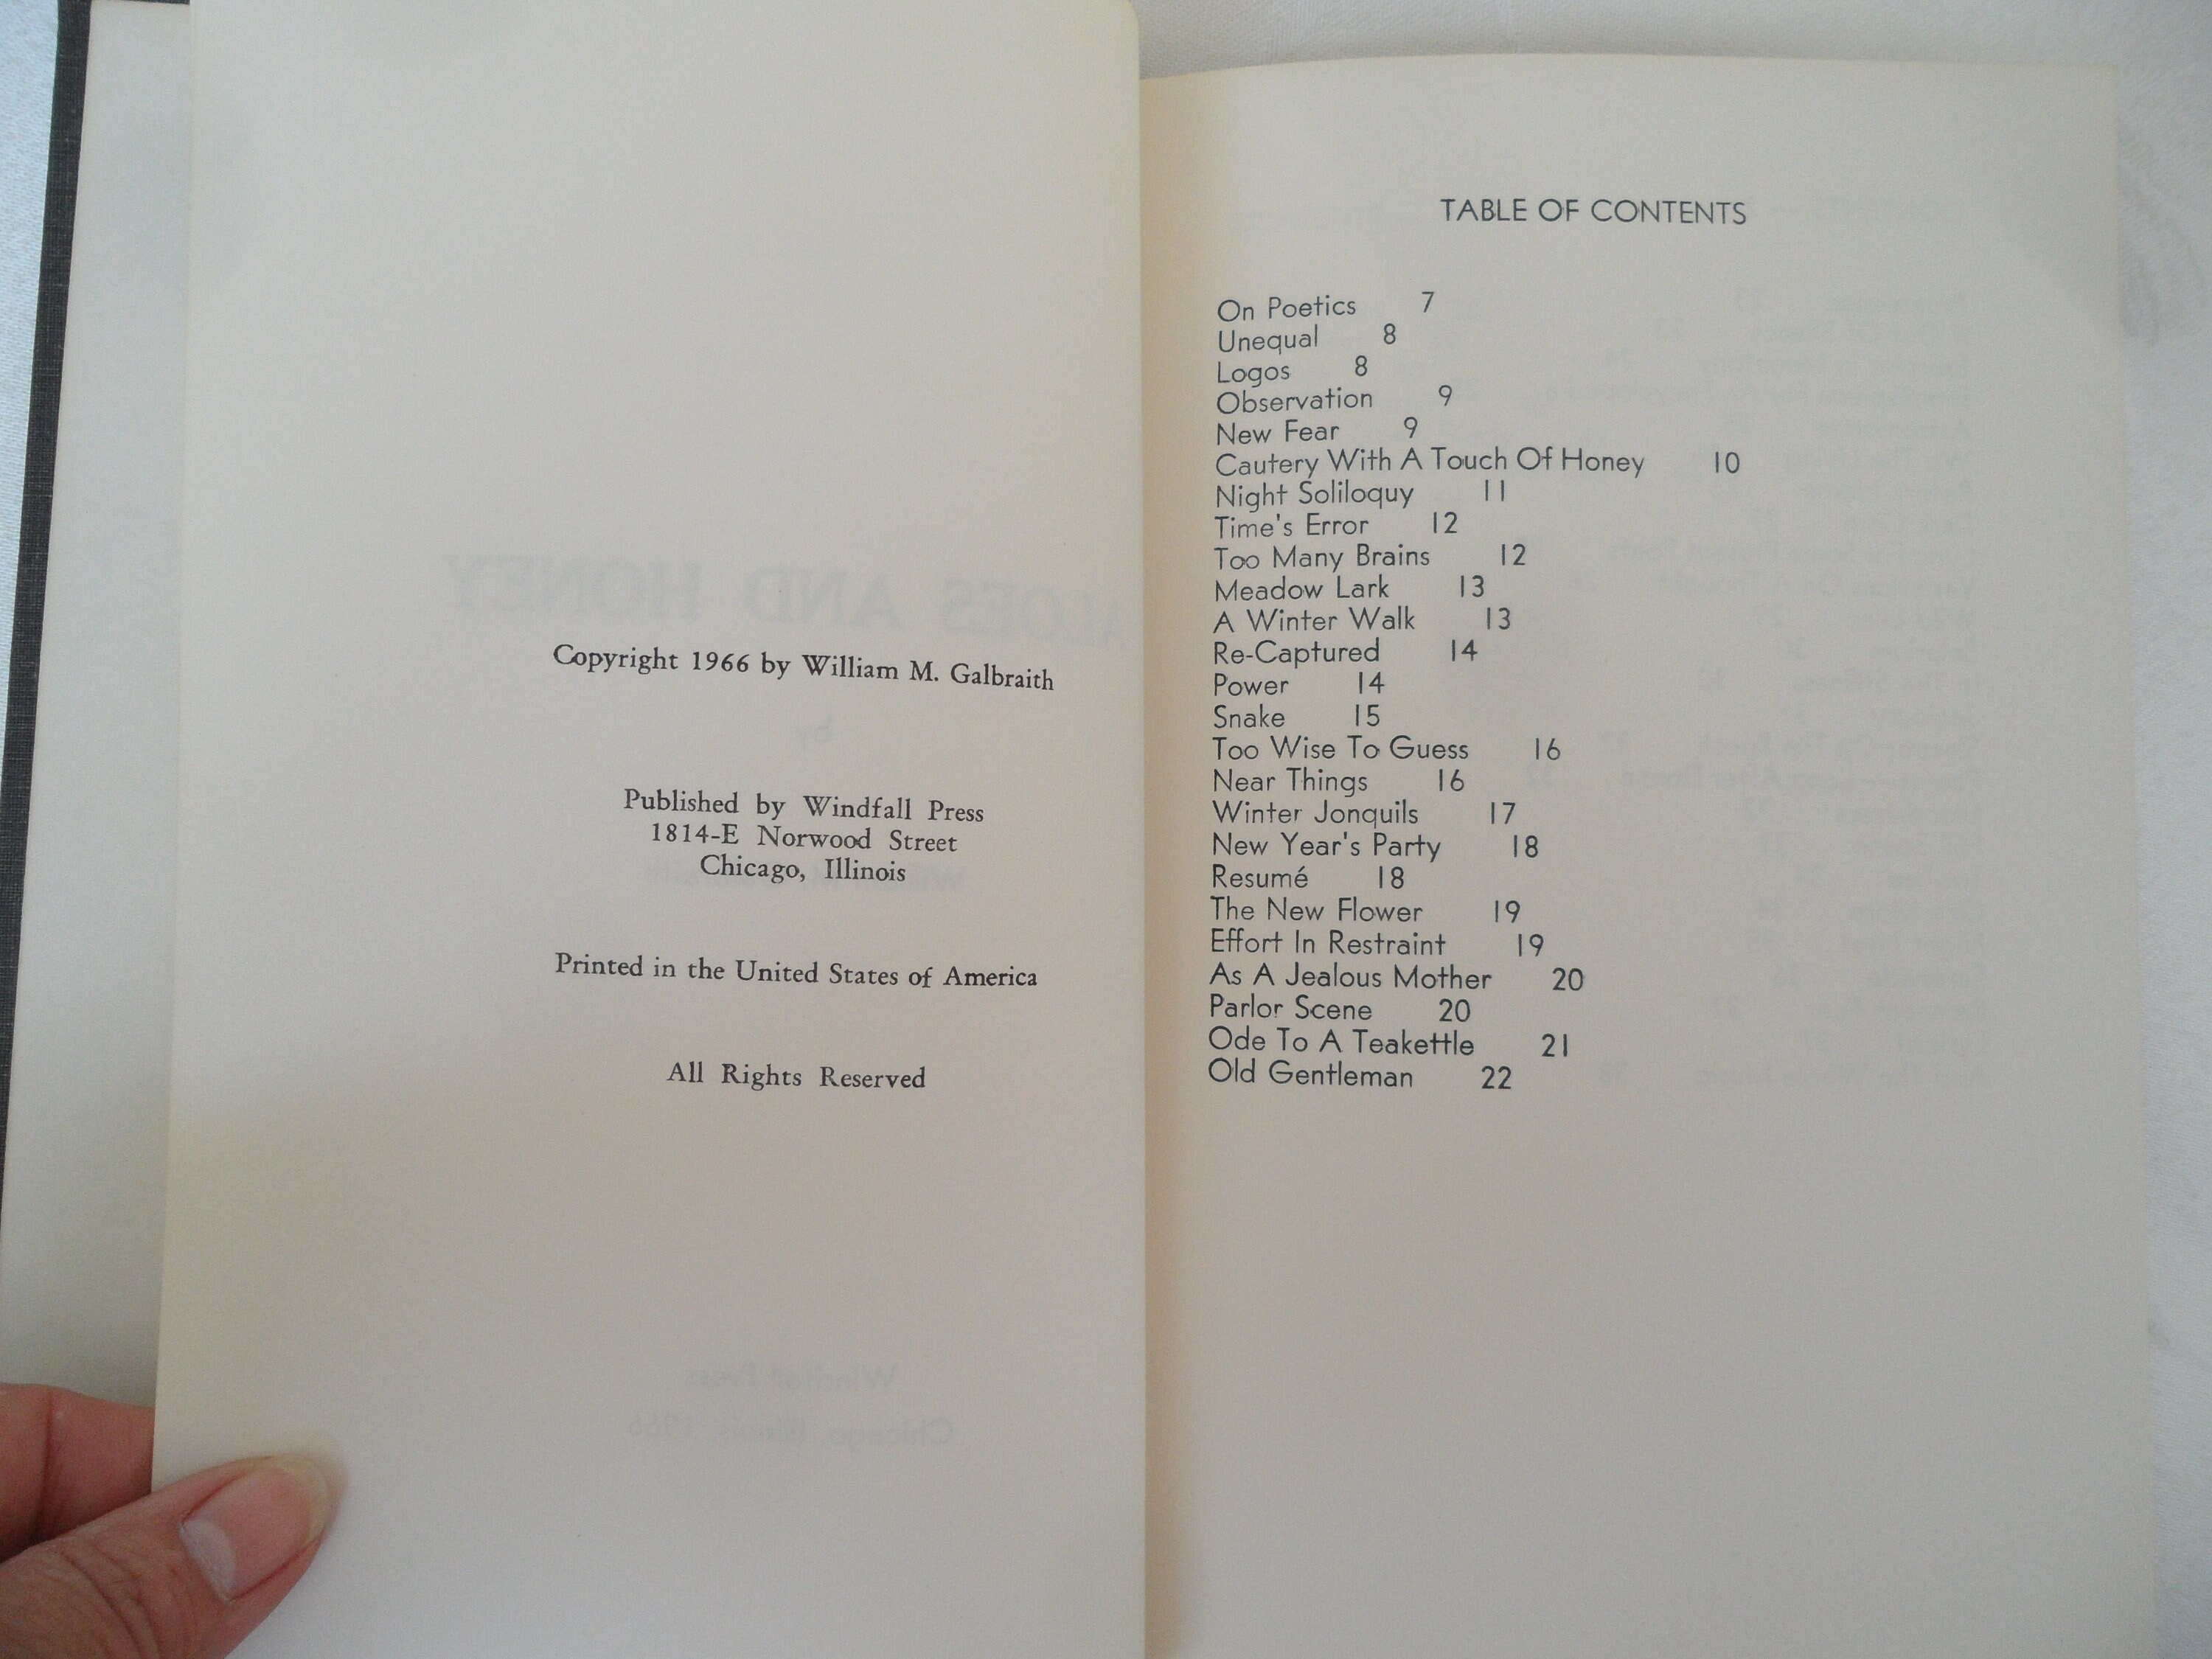 Copyright 1966 by William M. Galbraith
Published by Windfall Press
1814-E Norwood Street
Chicago, Illinois
Printed in the United States of America
All Rights Reserved
TABLE OF CONTENTS
On Poetics 7
Unequal 8
Logos 8
Observation 9
New Fear 9
Cautery With A Touch Of Honey 10
Night Soliloquy 11
Time's Error 12
Too Many Brains 12
Meadow Lark 13
A Winter Walk 13
Re-Captured 14
Power 14
Snake 15
Too Wise To Guess 16
Near Things 16
Winter Jonquils 17
New Year's Party 18
Resumé 18
The New Flower 19
Effort In Restraint 19
As A Jealous Mother 20
Parlor Scene 20
Ode To A Teakettle 21
Old Gentleman 22